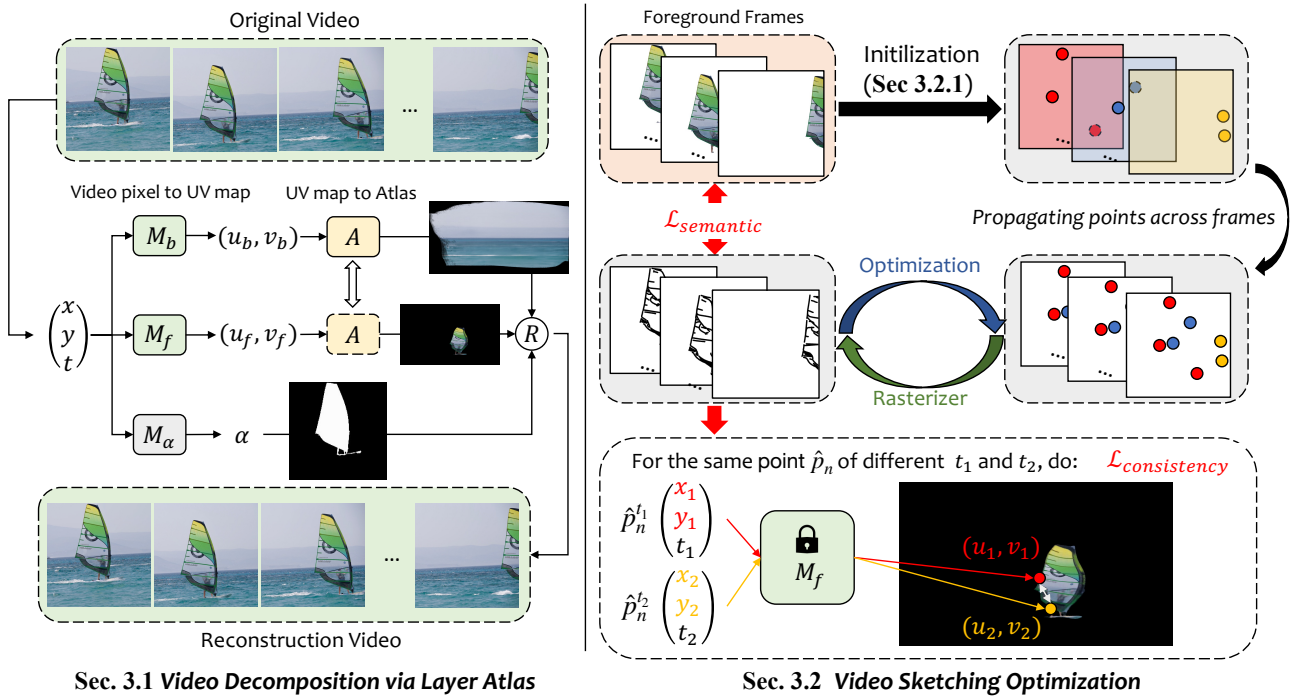 Original Video
...
Video pixel to UV map
UV map to Atlas
M_b
(u_b, v_b)
A
x
y
t
M_f
(u_f, v_f)
A
R
M_α
α
...
Reconstruction Video
Sec. 3.1 Video Decomposition via Layer Atlas
Foreground Frames
...
Initilization
(Sec 3.2.1)
...
...
Propagating points across frames
ℒ_semantic
...
Optimization
Rasterizer
...
For the same point p̂_n of different t_1 and t_2, do: ℒ_consistency
p̂_n^{t_1}
x_1
y_1
t_1
p̂_n^{t_2}
x_2
y_2
t_2
M_f
(u_1, v_1)
(u_2, v_2)
Sec. 3.2 Video Sketching Optimization